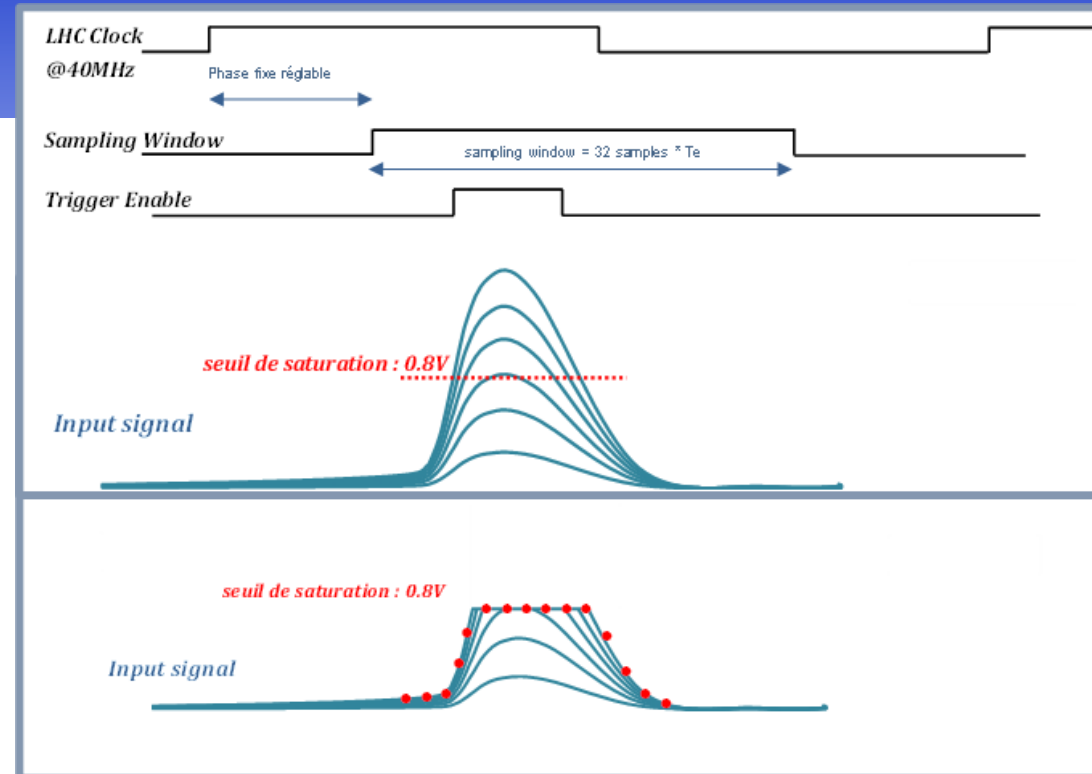 LHC Clock
@40MHz
Phase fixe réglable
Sampling Window
sampling window = 32 samples * Te
Trigger Enable
seuil de saturation : 0.8V
Input signal
seuil de saturation : 0.8V
Input signal